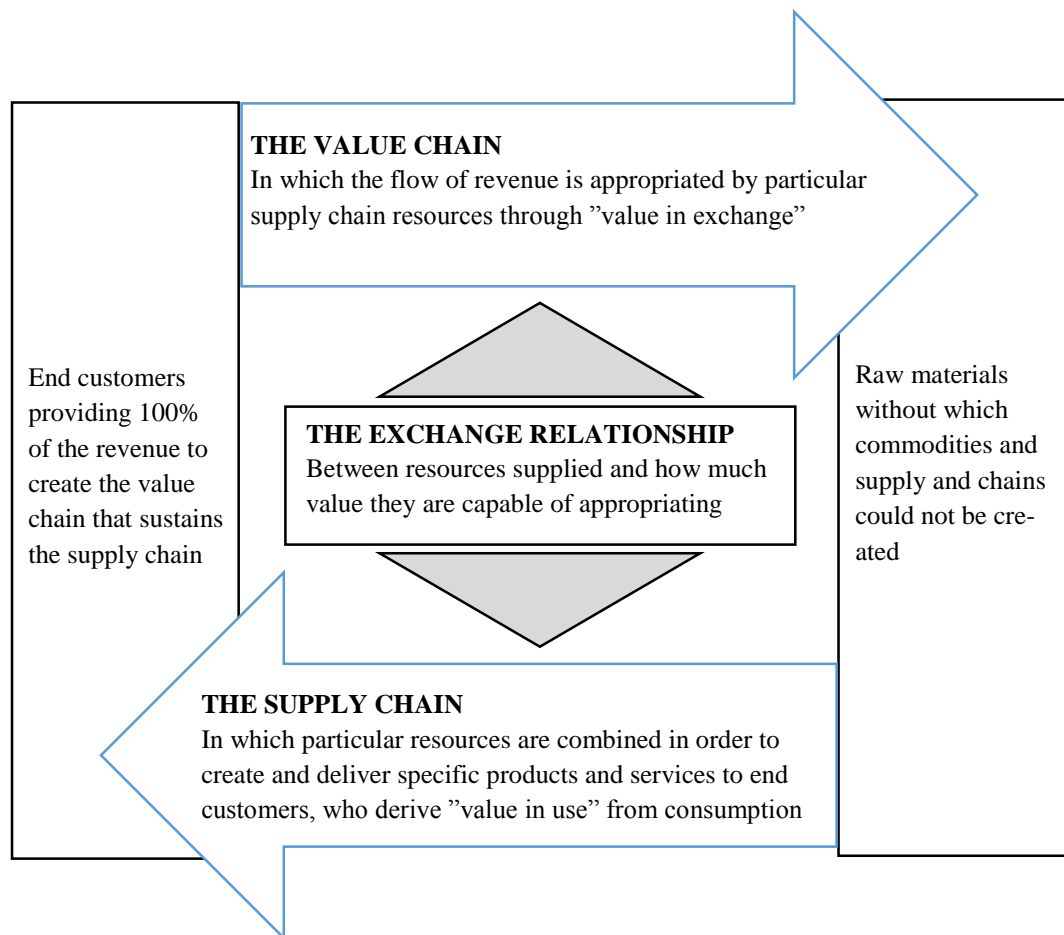 THE VALUE CHAIN
In which the flow of revenue is appropriated by particular
supply chain resources through ”value in exchange”
End customers
providing 100%
of the revenue to
create the value
chain that sustains
the supply chain
THE EXCHANGE RELATIONSHIP
Between resources supplied and how much
value they are capable of appropriating
Raw materials
without which
commodities and
supply and chains
could not be cre-
ated
THE SUPPLY CHAIN
In which particular resources are combined in order to
create and deliver specific products and services to end
customers, who derive ”value in use” from consumption